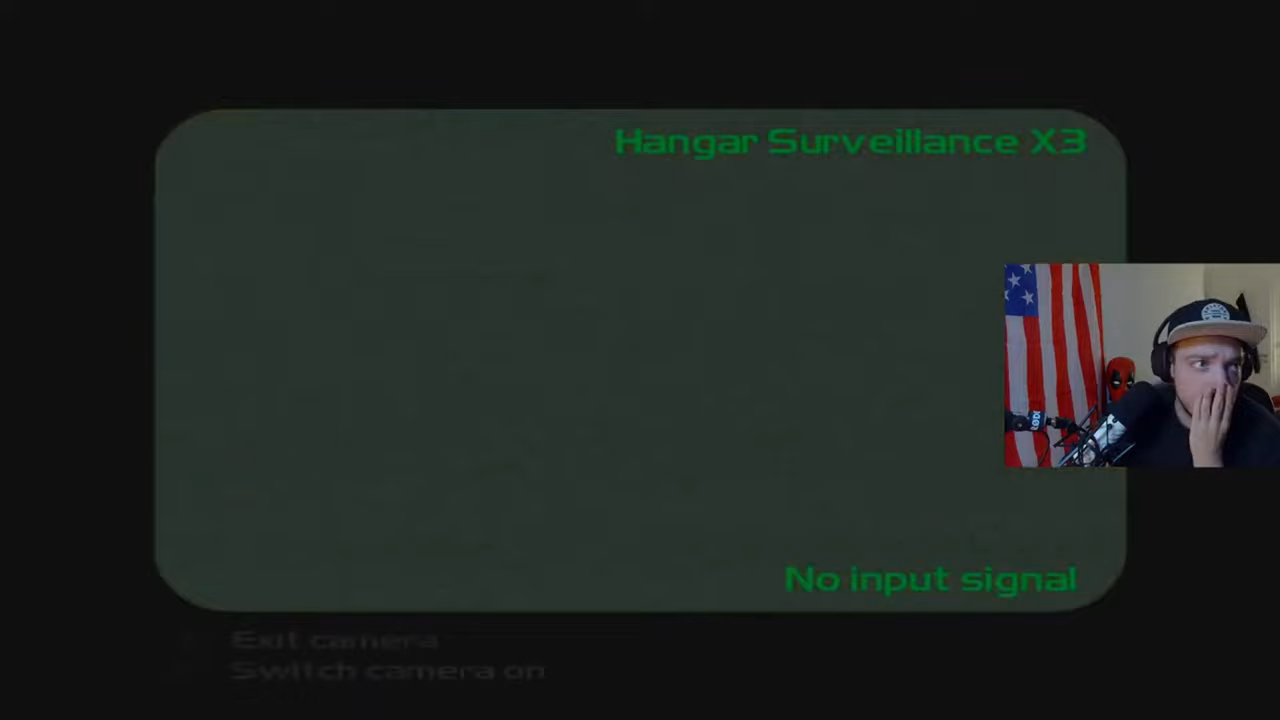 Hangar Surveillance X3
No input signal
Exit camera
Switch camera on